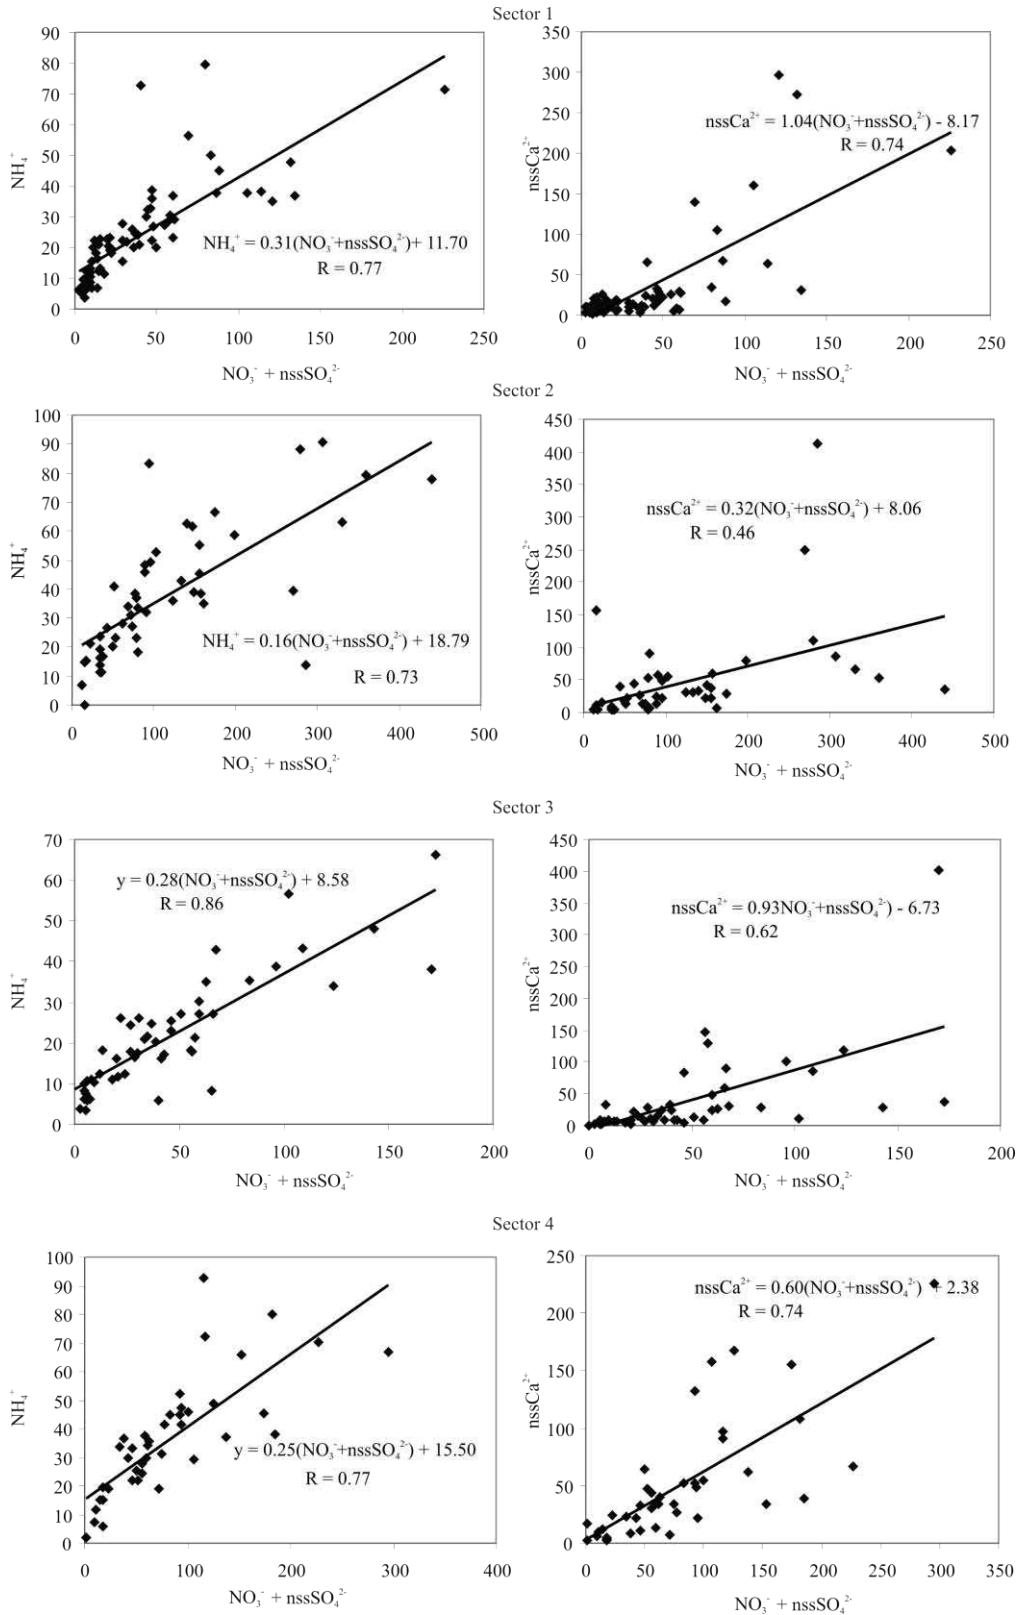 Sector 1
90
80
70
60
50
40
30
20
10
0
NH₄⁺
NH₄⁺ = 0.31(NO₃⁻+nssSO₄²⁻)+ 11.70
R = 0.77
0 50 100 150 200 250
NO₃⁻ + nssSO₄²⁻
350
300
250
200
150
100
50
0
nssCa²⁺
nssCa²⁺ = 1.04(NO₃⁻+nssSO₄²⁻) - 8.17
R = 0.74
0 50 100 150 200 250
NO₃⁻ + nssSO₄²⁻
Sector 2
100
90
80
70
60
50
40
30
20
10
0
NH₄⁺
NH₄⁺ = 0.16(NO₃⁻+nssSO₄²⁻) + 18.79
R = 0.73
0 100 200 300 400 500
NO₃⁻ + nssSO₄²⁻
450
400
350
300
250
200
150
100
50
0
nssCa²⁺
nssCa²⁺ = 0.32(NO₃⁻+nssSO₄²⁻) + 8.06
R = 0.46
0 100 200 300 400 500
NO₃⁻ + nssSO₄²⁻
Sector 3
70
60
50
40
30
20
10
0
NH₄⁺
y = 0.28(NO₃⁻+nssSO₄²⁻) + 8.58
R = 0.86
0 50 100 150 200
NO₃⁻ + nssSO₄²⁻
450
400
350
300
250
200
150
100
50
0
nssCa²⁺
nssCa²⁺ = 0.93NO₃⁻+nssSO₄²⁻) - 6.73
R = 0.62
0 50 100 150 200
NO₃⁻ + nssSO₄²⁻
Sector 4
100
90
80
70
60
50
40
30
20
10
0
NH₄⁺
y = 0.25(NO₃⁻+nssSO₄²⁻) + 15.50
R = 0.77
0 100 200 300 400
NO₃⁻ + nssSO₄²⁻
250
200
150
100
50
0
nssCa²⁺
nssCa²⁺ = 0.60(NO₃⁻+nssSO₄²⁻) + 2.38
R = 0.74
0 50 100 150 200 250 300 350
NO₃⁻ + nssSO₄²⁻